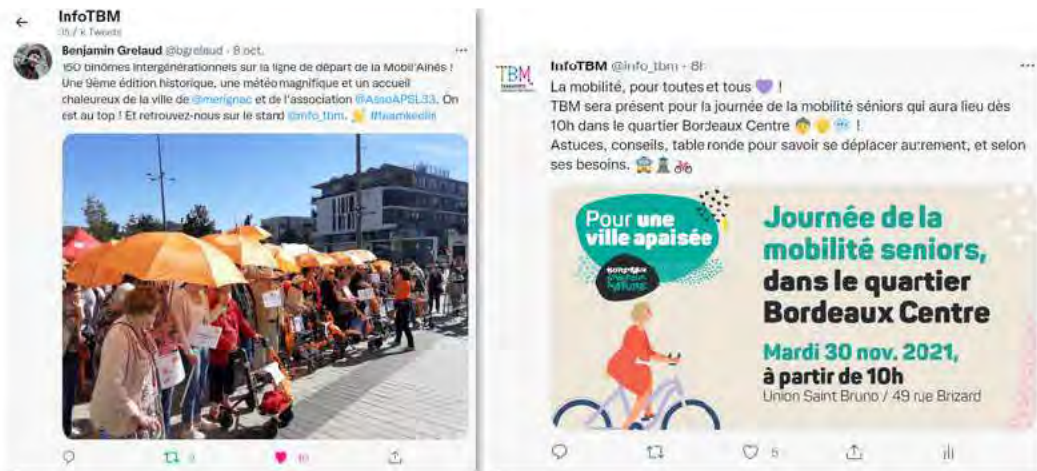 InfoTBM
Tweets
Benjamin Grelaud @bgrelaud · 8 oct.
150 binômes intergénérationnels sur la ligne de départ de la Mobil'Aînés !
Une 9ème édition historique, une météo magnifique et un accueil
chaleureux de la ville de @merignac et de l'association @AssoAPSL33. On
est au top ! Et retrouvez-nous sur le stand @info_tbm. #teamkeolis
10
TBM
InfoTBM @info_tbm · 8h
La mobilité, pour toutes et tous !
TBM sera présent pour la journée de la mobilité séniors qui aura lieu dès
10h dans le quartier Bordeaux Centre !
Astuces, conseils, table ronde pour savoir se déplacer autrement, et selon
ses besoins.
Pour une
ville apaisée
BORDEAUX
NATURE
Journée de la
mobilité seniors,
dans le quartier
Bordeaux Centre
Mardi 30 nov. 2021,
à partir de 10h
Union Saint Bruno / 49 rue Brizard
5